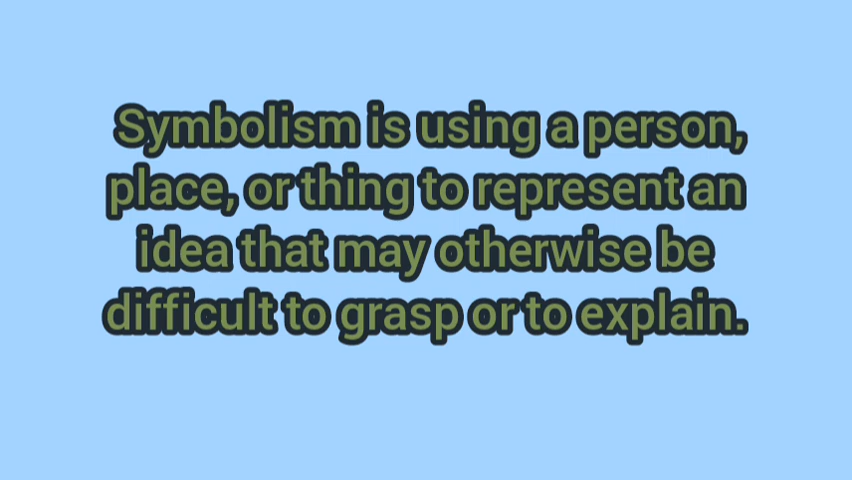 Symbolism is using a person,
place, or thing to represent an
idea that may otherwise be
difficult to grasp or to explain.